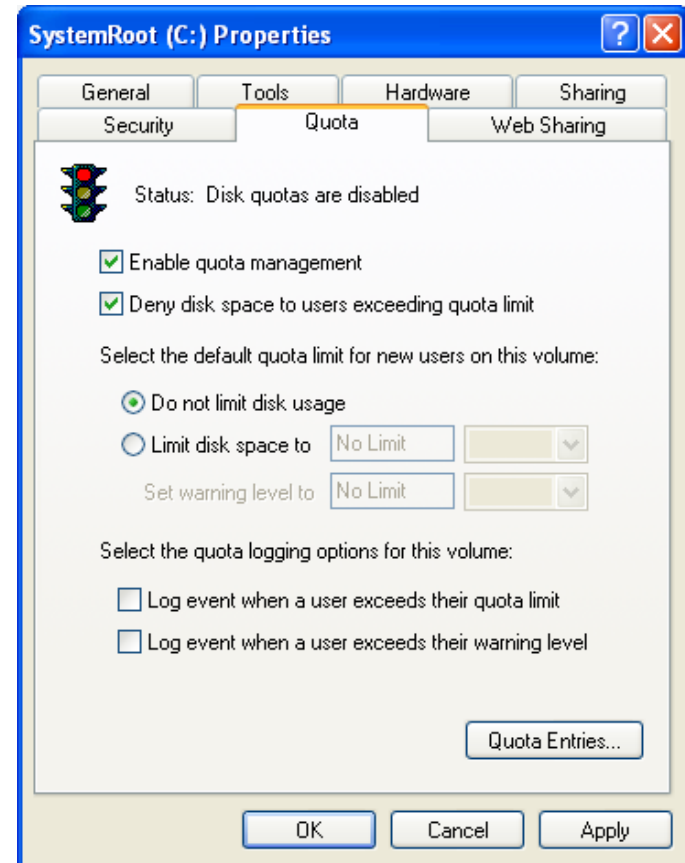 SystemRoot (C:) Properties
General Tools Hardware Sharing
Security Quota Web Sharing
Status: Disk quotas are disabled
Enable quota management
Deny disk space to users exceeding quota limit
Select the default quota limit for new users on this volume:
Do not limit disk usage
Limit disk space to No Limit
Set warning level to No Limit
Select the quota logging options for this volume:
Log event when a user exceeds their quota limit
Log event when a user exceeds their warning level
Quota Entries...
OK Cancel Apply